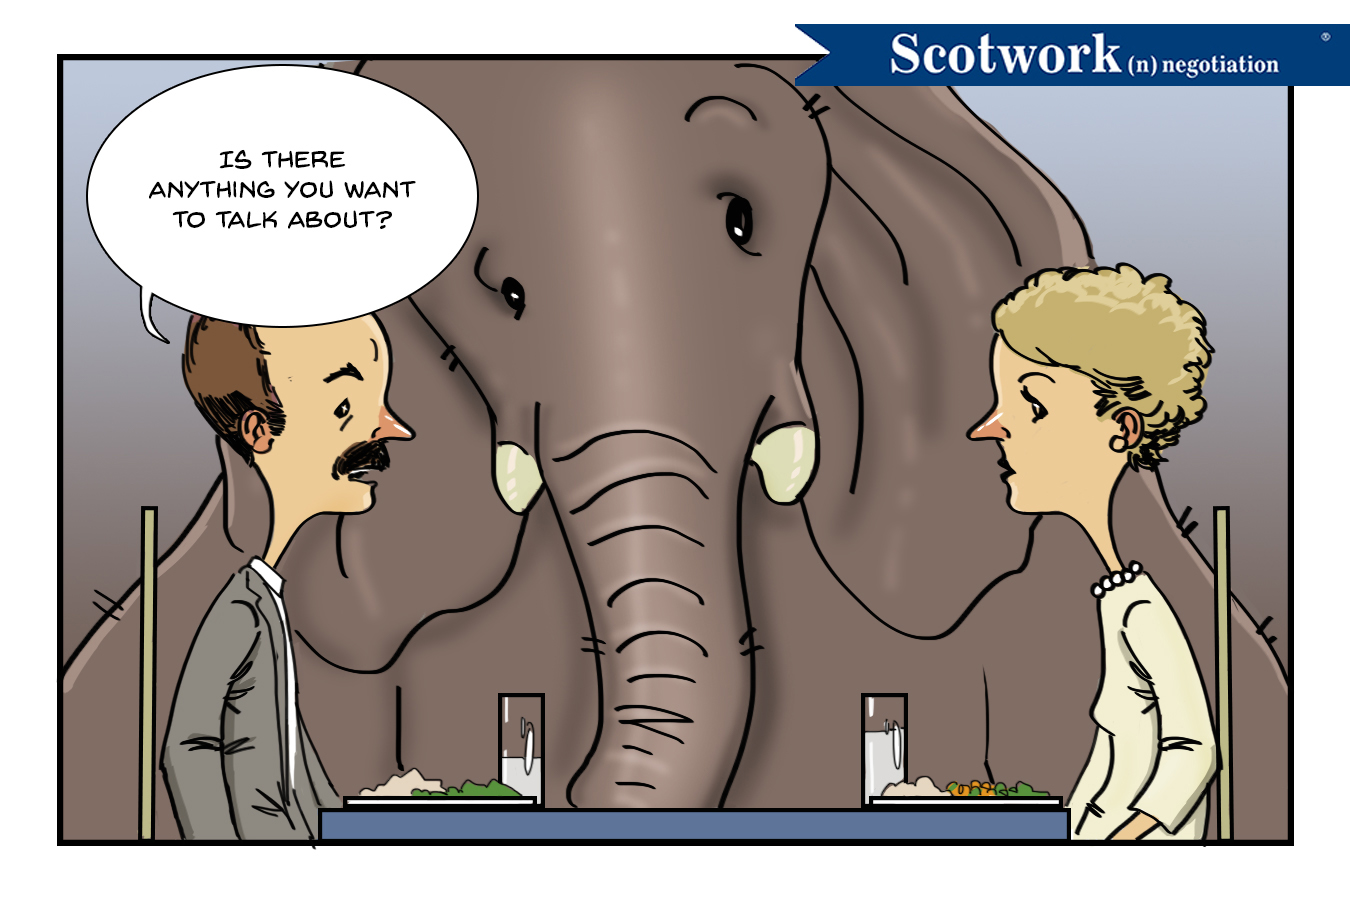 Scotwork (n) negotiation ®
IS THERE
ANYTHING YOU WANT
TO TALK ABOUT?